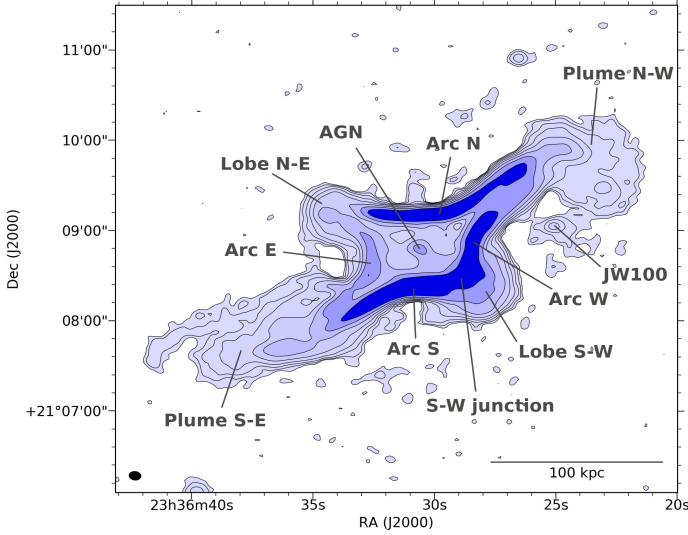 11'00"
Plume N-W
AGN
10'00"
Arc N
Lobe N-E
09'00"
Arc E
JW100
Arc W
08'00"
Arc S
Lobe S-W
+21°07'00"
S-W junction
Plume S-E
100 kpc
23h36m40s 35s 30s 25s 20s
RA (J2000)
Dec (J2000)